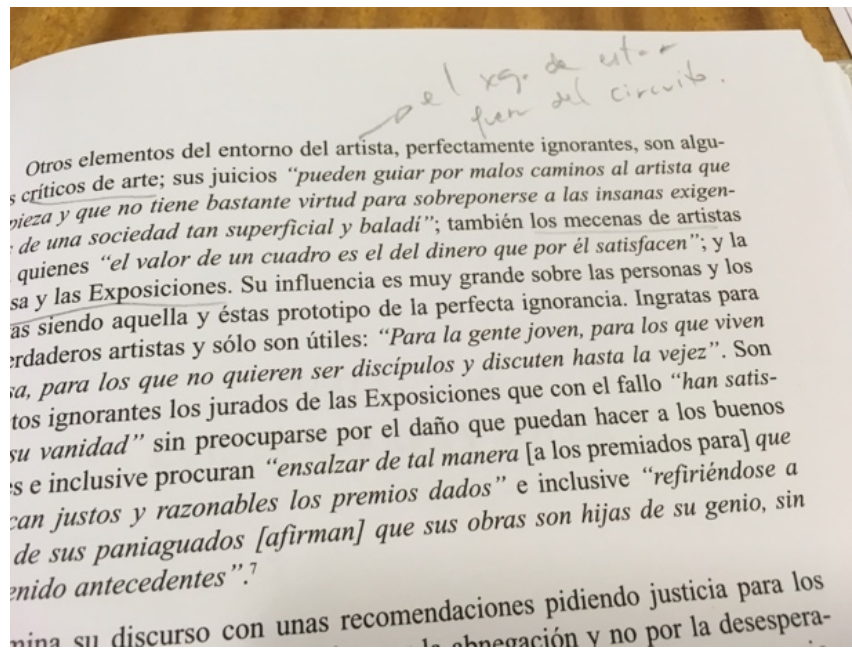 el xq. de estar
fuera del circuito.
Otros elementos del entorno del artista, perfectamente ignorantes, son algu-
s críticos de arte; sus juicios “pueden guiar por malos caminos al artista que
pieza y que no tiene bastante virtud para sobreponerse a las insanas exigen-
de una sociedad tan superficial y baladí”; también los mecenas de artistas
quienes “el valor de un cuadro es el del dinero que por él satisfacen”; y la
sa y las Exposiciones. Su influencia es muy grande sobre las personas y los
as siendo aquella y éstas prototipo de la perfecta ignorancia. Ingratas para
erdaderos artistas y sólo son útiles: “Para la gente joven, para los que viven
sa, para los que no quieren ser discípulos y discuten hasta la vejez”. Son
tos ignorantes los jurados de las Exposiciones que con el fallo “han satis-
su vanidad” sin preocuparse por el daño que puedan hacer a los buenos
s e inclusive procuran “ensalzar de tal manera [a los premiados para] que
can justos y razonables los premios dados” e inclusive “refiriéndose a
de sus paniaguados [afirman] que sus obras son hijas de su genio, sin
enido antecedentes”.7
mina su discurso con unas recomendaciones pidiendo justicia para los
la abnegación y no por la desespera-